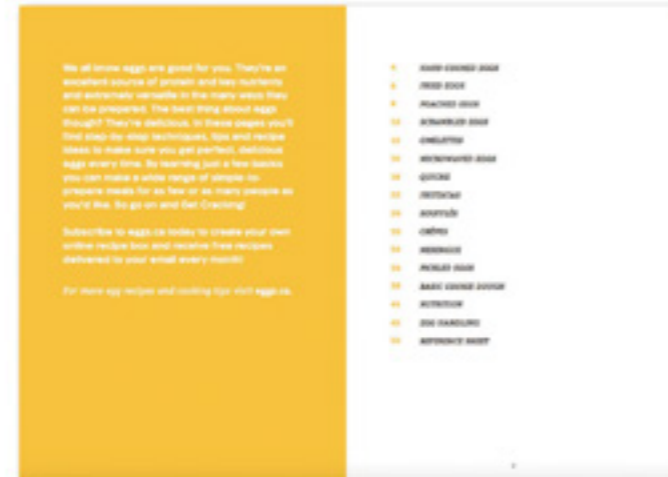 We all know eggs are good for you. They're an
excellent source of protein and key nutrients
and extremely versatile in the many ways they
can be prepared. The best thing about eggs
though? They're delicious. In these pages you'll
find step-by-step techniques, tips and recipe
ideas to make sure you get perfect, delicious
eggs every time. By learning just a few basics
you can make a wide range of simple-to-
prepare meals for as few or as many people as
you'd like. So go on and Get Cracking!
Subscribe to eggs.ca today to create your own
online recipe box and receive free recipes
delivered to your email every month!
For more egg recipes and cooking tips visit eggs.ca.
HARD COOKED EGGS
FRIED EGGS
POACHED EGGS
SCRAMBLED EGGS
OMELETTES
MICROWAVED EGGS
QUICHE
FRITTATAS
SOUFFLÉS
CRÊPES
MERINGUE
PICKLED EGGS
BASIC COOKIE DOUGH
NUTRITION
EGG HANDLING
REFERENCE SHEET